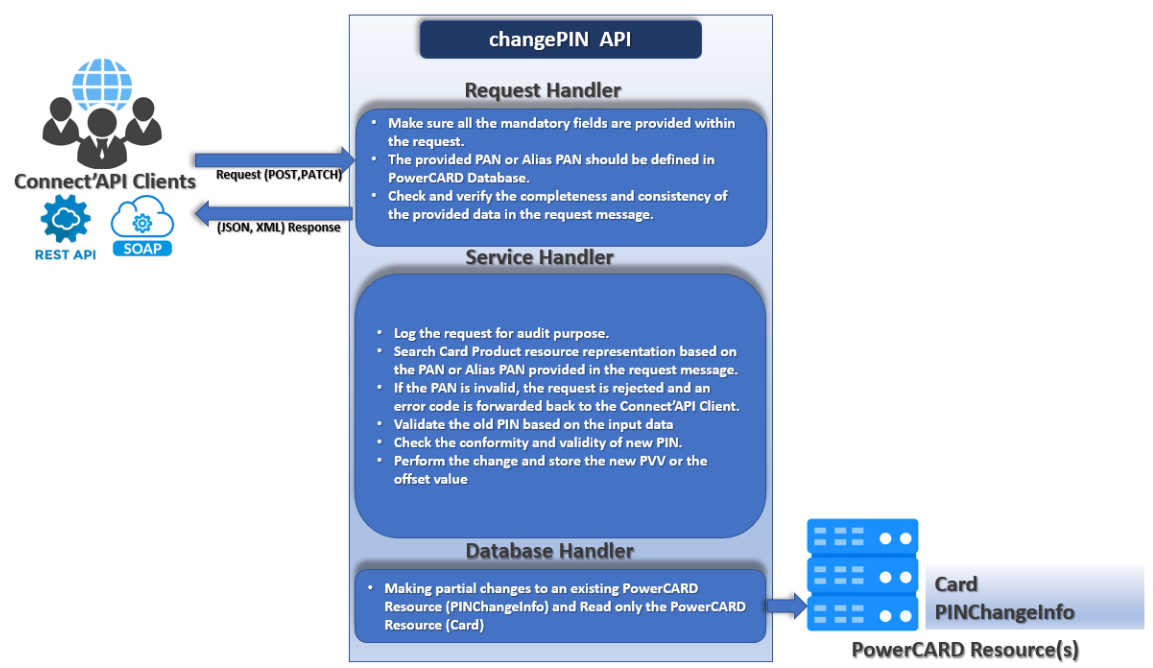 changePIN  API
Request Handler
• Make sure all the mandatory fields are provided within
the request.
• The provided PAN or Alias PAN should be defined in
PowerCARD Database.
• Check and verify the completeness and consistency of
the provided data in the request message.
Connect'API Clients
Request (POST,PATCH)
(JSON, XML) Response
REST API
SOAP
Service Handler
• Log the request for audit purpose.
• Search Card Product resource representation based on
the PAN or Alias PAN provided in the request message.
• If the PAN is invalid, the request is rejected and an
error code is forwarded back to the Connect'API Client.
• Validate the old PIN based on the input data
• Check the conformity and validity of new PIN.
• Perform the change and store the new PVV or the
offset value
Database Handler
• Making partial changes to an existing PowerCARD
Resource (PINChangeInfo) and Read only the PowerCARD
Resource (Card)
Card
PINChangeInfo
PowerCARD Resource(s)